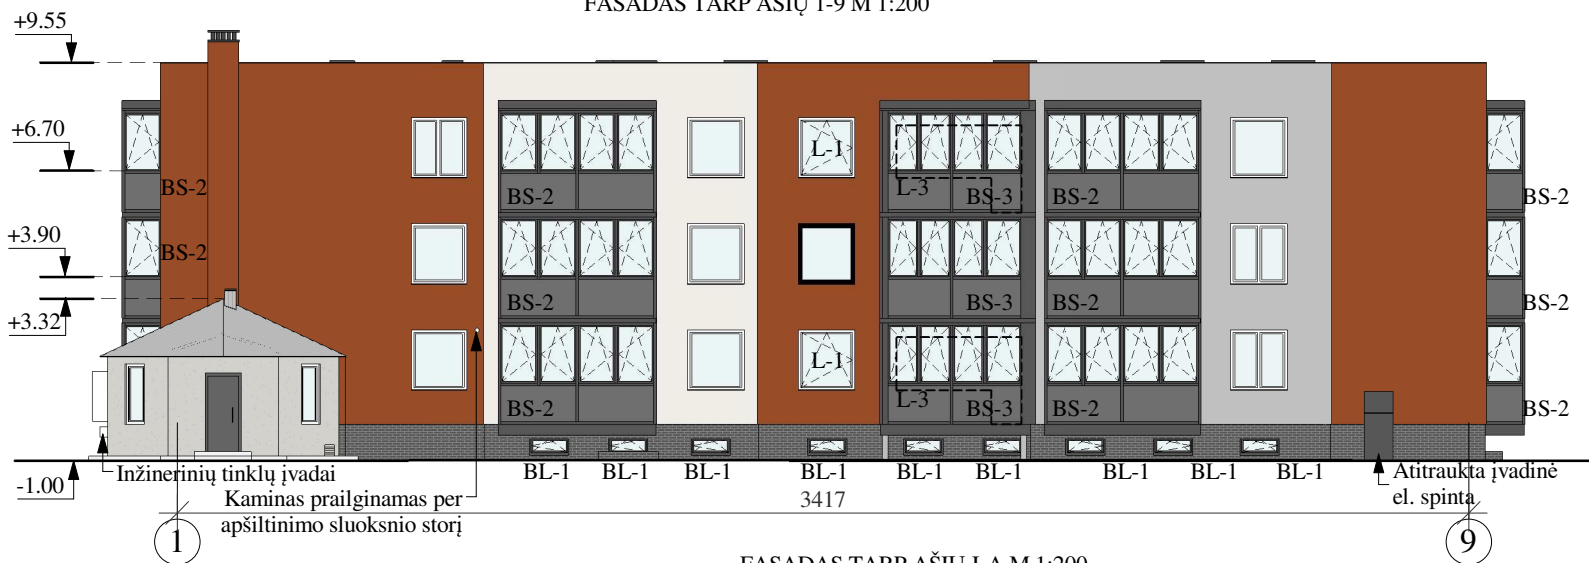 FASADAS TARP AŠIŲ 1-9 M 1:200
+9.55
+6.70
L-1
BS-2
BS-2
L-3
BS-3
BS-2
BS-2
+3.90
BS-2
BS-2
BS-3
BS-2
BS-2
+3.32
L-1
L-3
BS-2
BS-3
BS-2
BS-2
-1.00
Inžinerinių tinklų įvadai
BL-1
BL-1
BL-1
BL-1
BL-1
BL-1
BL-1
BL-1
BL-1
Atitraukta įvadinė
el. spinta
Kaminas prailginamas per
apšiltinimo sluoksnio storį
3417
1
9
FASADAS TARP AŠIŲ I-A M 1:200